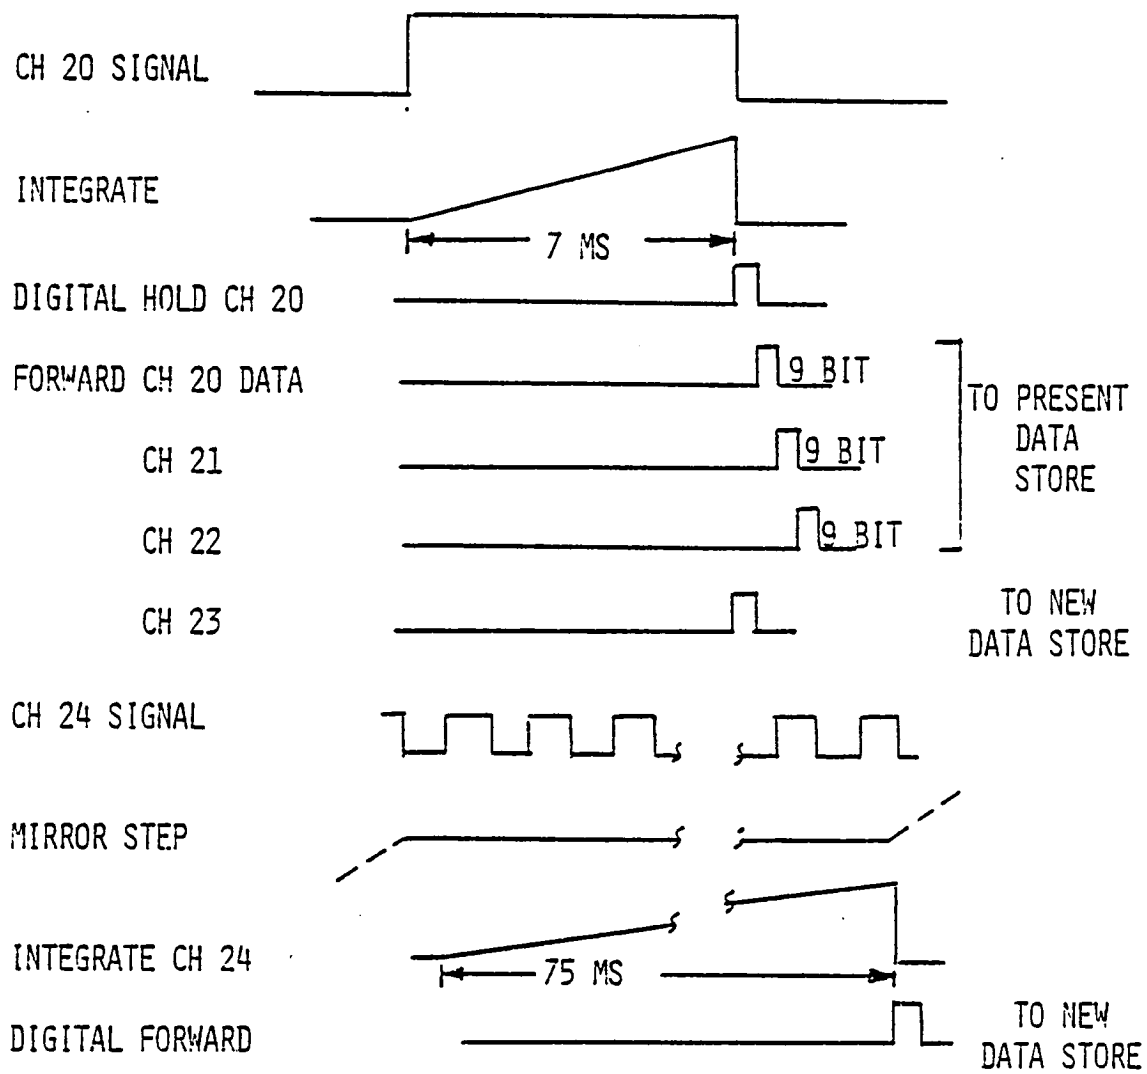 CH 20 SIGNAL
INTEGRATE
7 MS
DIGITAL HOLD CH 20
FORWARD CH 20 DATA
9 BIT
TO PRESENT
DATA
STORE
CH 21
9 BIT
CH 22
9 BIT
CH 23
TO NEW
DATA STORE
CH 24 SIGNAL
MIRROR STEP
INTEGRATE CH 24
75 MS
DIGITAL FORWARD
TO NEW
DATA STORE